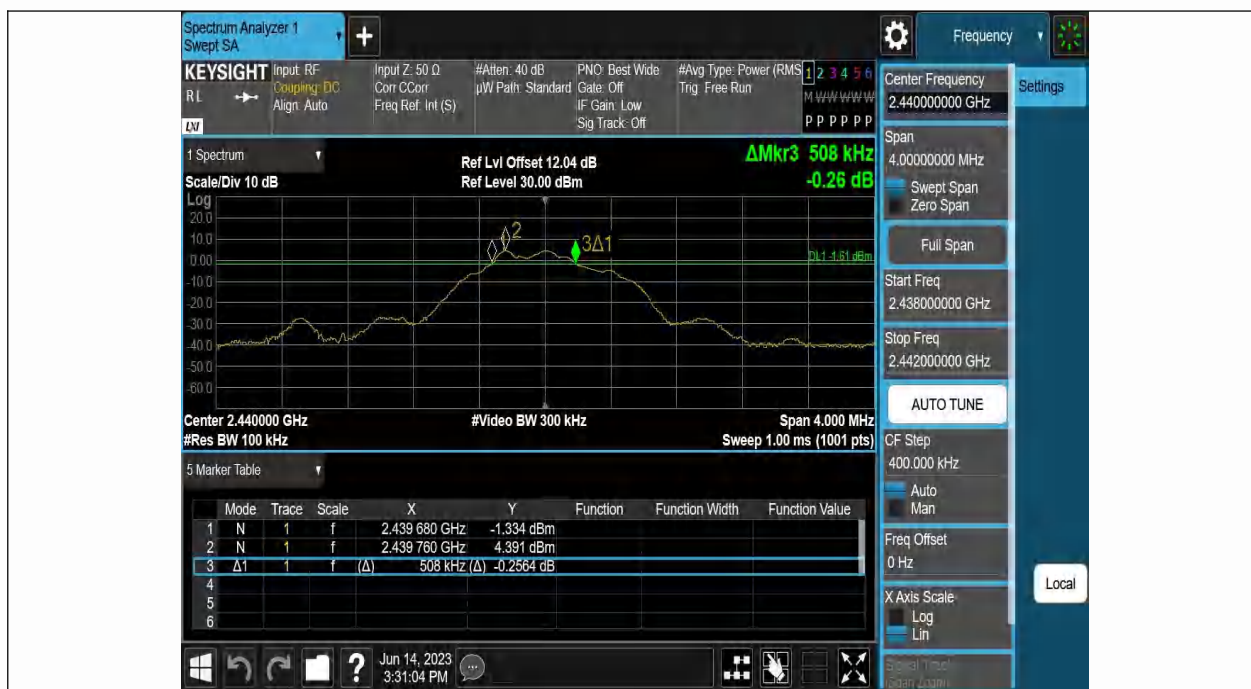 Spectrum Analyzer 1
Swept SA
Frequency
KEYSIGHT
RL
LXI
Input: RF
Coupling: DC
Align: Auto
Input Z: 50 Ω
Corr CCorr
Freq Ref: Int (S)
#Atten: 40 dB
µW Path: Standard
PNO: Best Wide
Gate: Off
IF Gain: Low
Sig Track: Off
#Avg Type: Power (RMS
Trig: Free Run
1 2 3 4 5 6
M W W W W W
P P P P P P
1 Spectrum
Scale/Div 10 dB
Ref Lvl Offset 12.04 dB
Ref Level 30.00 dBm
ΔMkr3 508 kHz
-0.26 dB
Log
20.0
10.0
0.00
-10.0
-20.0
-30.0
-40.0
-50.0
-60.0
2
3Δ1
DL1 -1.61 dBm
Center 2.440000 GHz
#Video BW 300 kHz
Span 4.000 MHz
#Res BW 100 kHz
Sweep 1.00 ms (1001 pts)
5 Marker Table
Mode Trace Scale X Y Function Function Width Function Value
1 N 1 f 2.439 680 GHz -1.334 dBm
2 N 1 f 2.439 760 GHz 4.391 dBm
3 Δ1 1 f (Δ) 508 kHz (Δ) -0.2564 dB
4
5
6
Jun 14, 2023
3:31:04 PM
Center Frequency
2.440000000 GHz
Settings
Span
4.00000000 MHz
Swept Span
Zero Span
Full Span
Start Freq
2.438000000 GHz
Stop Freq
2.442000000 GHz
AUTO TUNE
CF Step
400.000 kHz
Auto
Man
Freq Offset
0 Hz
Local
X Axis Scale
Log
Lin